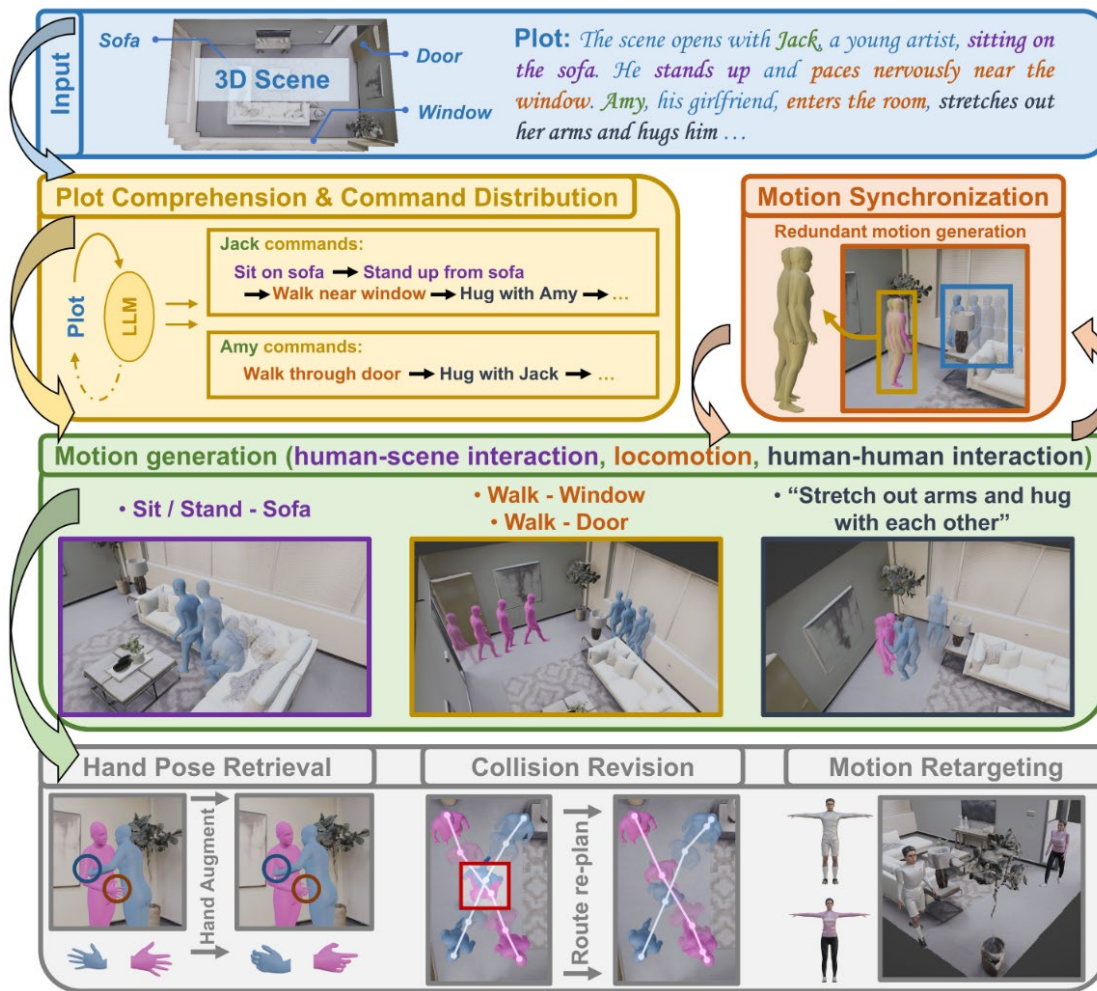 Input
Sofa
3D Scene
Door
Window
Plot: The scene opens with Jack, a young artist, sitting on
the sofa. He stands up and paces nervously near the
window. Amy, his girlfriend, enters the room, stretches out
her arms and hugs him ...
Plot Comprehension & Command Distribution
Plot
LLM
Jack commands:
Sit on sofa → Stand up from sofa
→ Walk near window → Hug with Amy → ...
Amy commands:
Walk through door → Hug with Jack → ...
Motion Synchronization
Redundant motion generation
Motion generation (human-scene interaction, locomotion, human-human interaction)
• Sit / Stand - Sofa
• Walk - Window
• Walk - Door
• “Stretch out arms and hug
with each other”
Hand Pose Retrieval
Hand Augment
Collision Revision
Route re-plan
Motion Retargeting